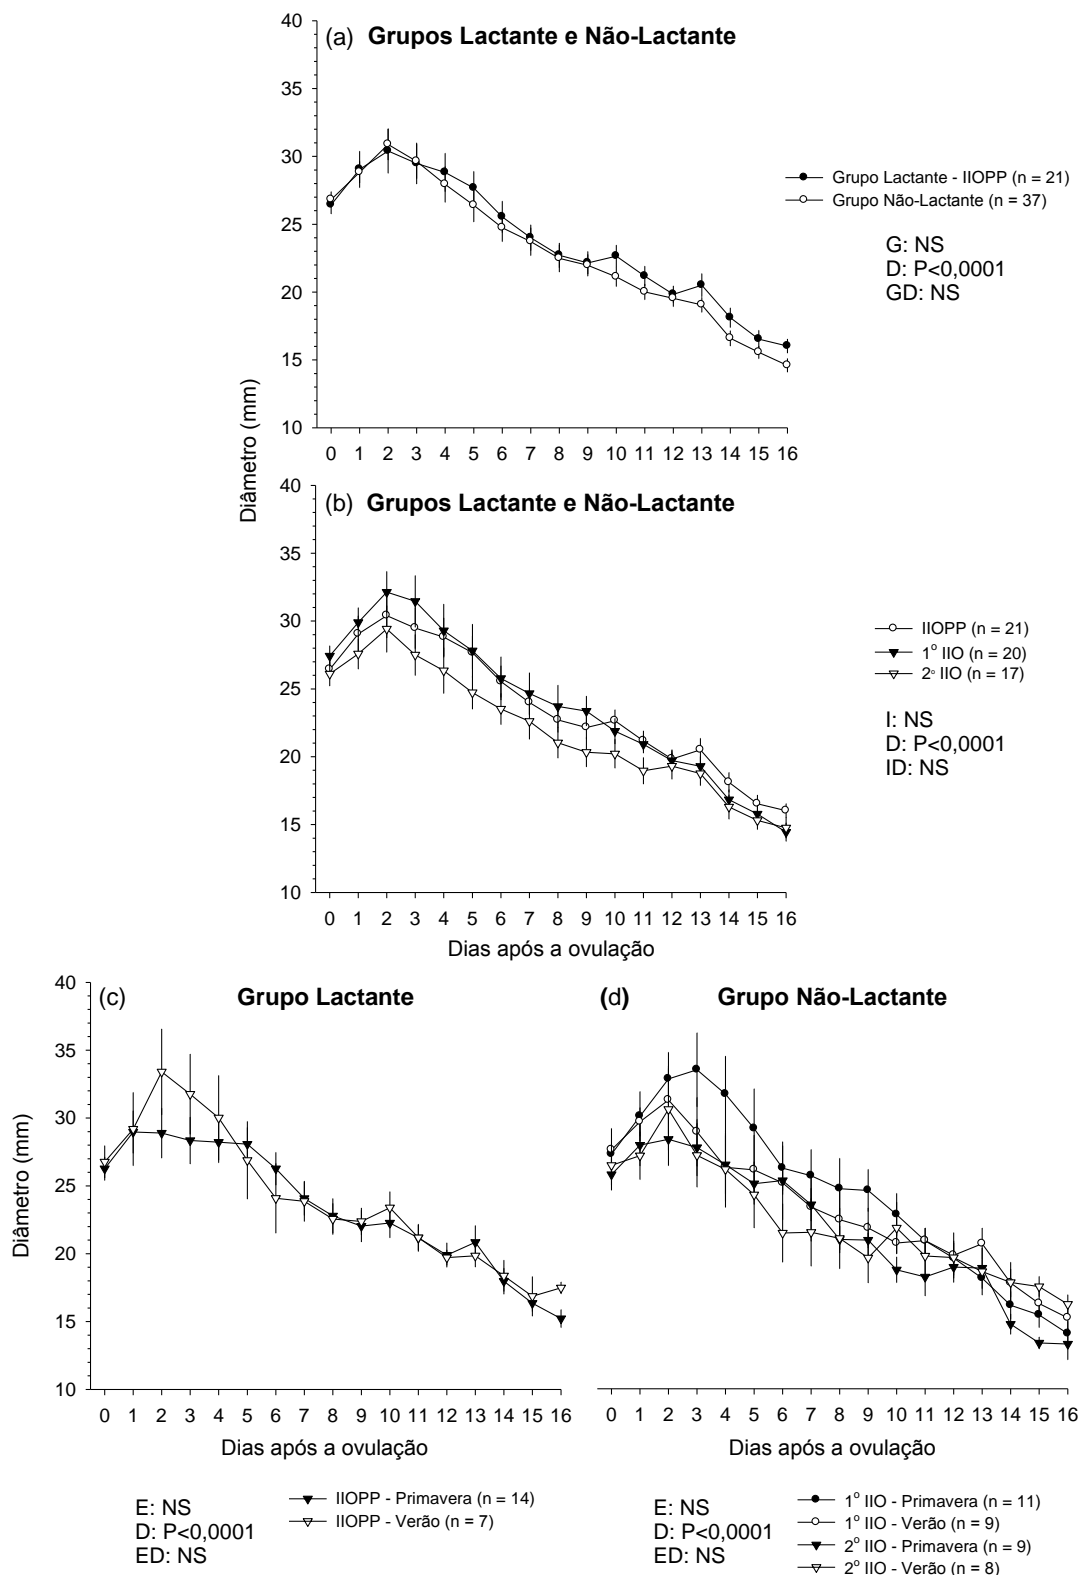 (a) Grupos Lactante e Não-Lactante
40
35
30
25
20
15
10
0 1 2 3 4 5 6 7 8 9 10 11 12 13 14 15 16
Grupo Lactante - IIOPP (n = 21)
Grupo Não-Lactante (n = 37)
G: NS
D: P<0,0001
GD: NS
Diâmetro (mm)
(b) Grupos Lactante e Não-Lactante
40
35
30
25
20
15
10
0 1 2 3 4 5 6 7 8 9 10 11 12 13 14 15 16
Dias após a ovulação
IIOPP (n = 21)
1º IIO (n = 20)
2º IIO (n = 17)
I: NS
D: P<0,0001
ID: NS
(c) Grupo Lactante
40
35
30
25
20
15
10
Diâmetro (mm)
0 1 2 3 4 5 6 7 8 9 10 11 12 13 14 15 16
Dias após a ovulação
E: NS
D: P<0,0001
ED: NS
IIOPP - Primavera (n = 14)
IIOPP - Verão (n = 7)
(d) Grupo Não-Lactante
0 1 2 3 4 5 6 7 8 9 10 11 12 13 14 15 16
Dias após a ovulação
E: NS
D: P<0,0001
ED: NS
1º IIO - Primavera (n = 11)
1º IIO - Verão (n = 9)
2º IIO - Primavera (n = 9)
2º IIO - Verão (n = 8)